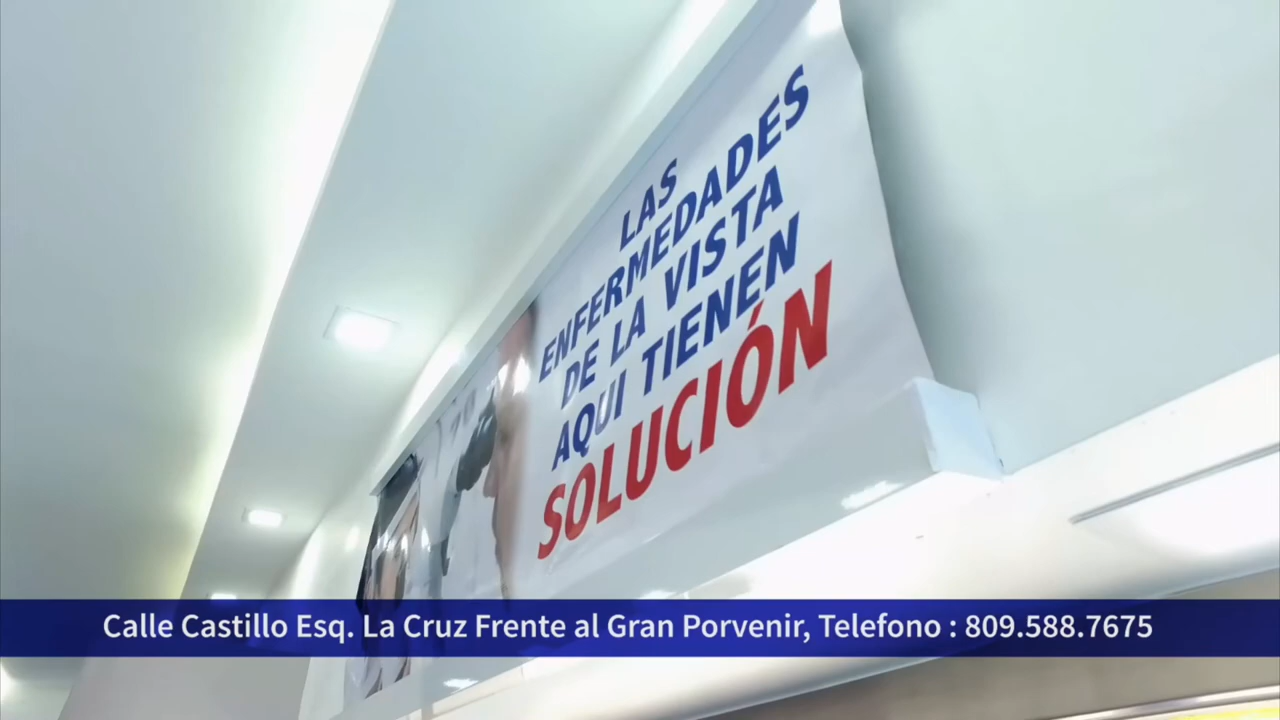 LAS
ENFERMEDADES
DE LA VISTA
AQUI TIENEN
SOLUCIÓN
Calle Castillo Esq. La Cruz Frente al Gran Porvenir, Telefono : 809.588.7675